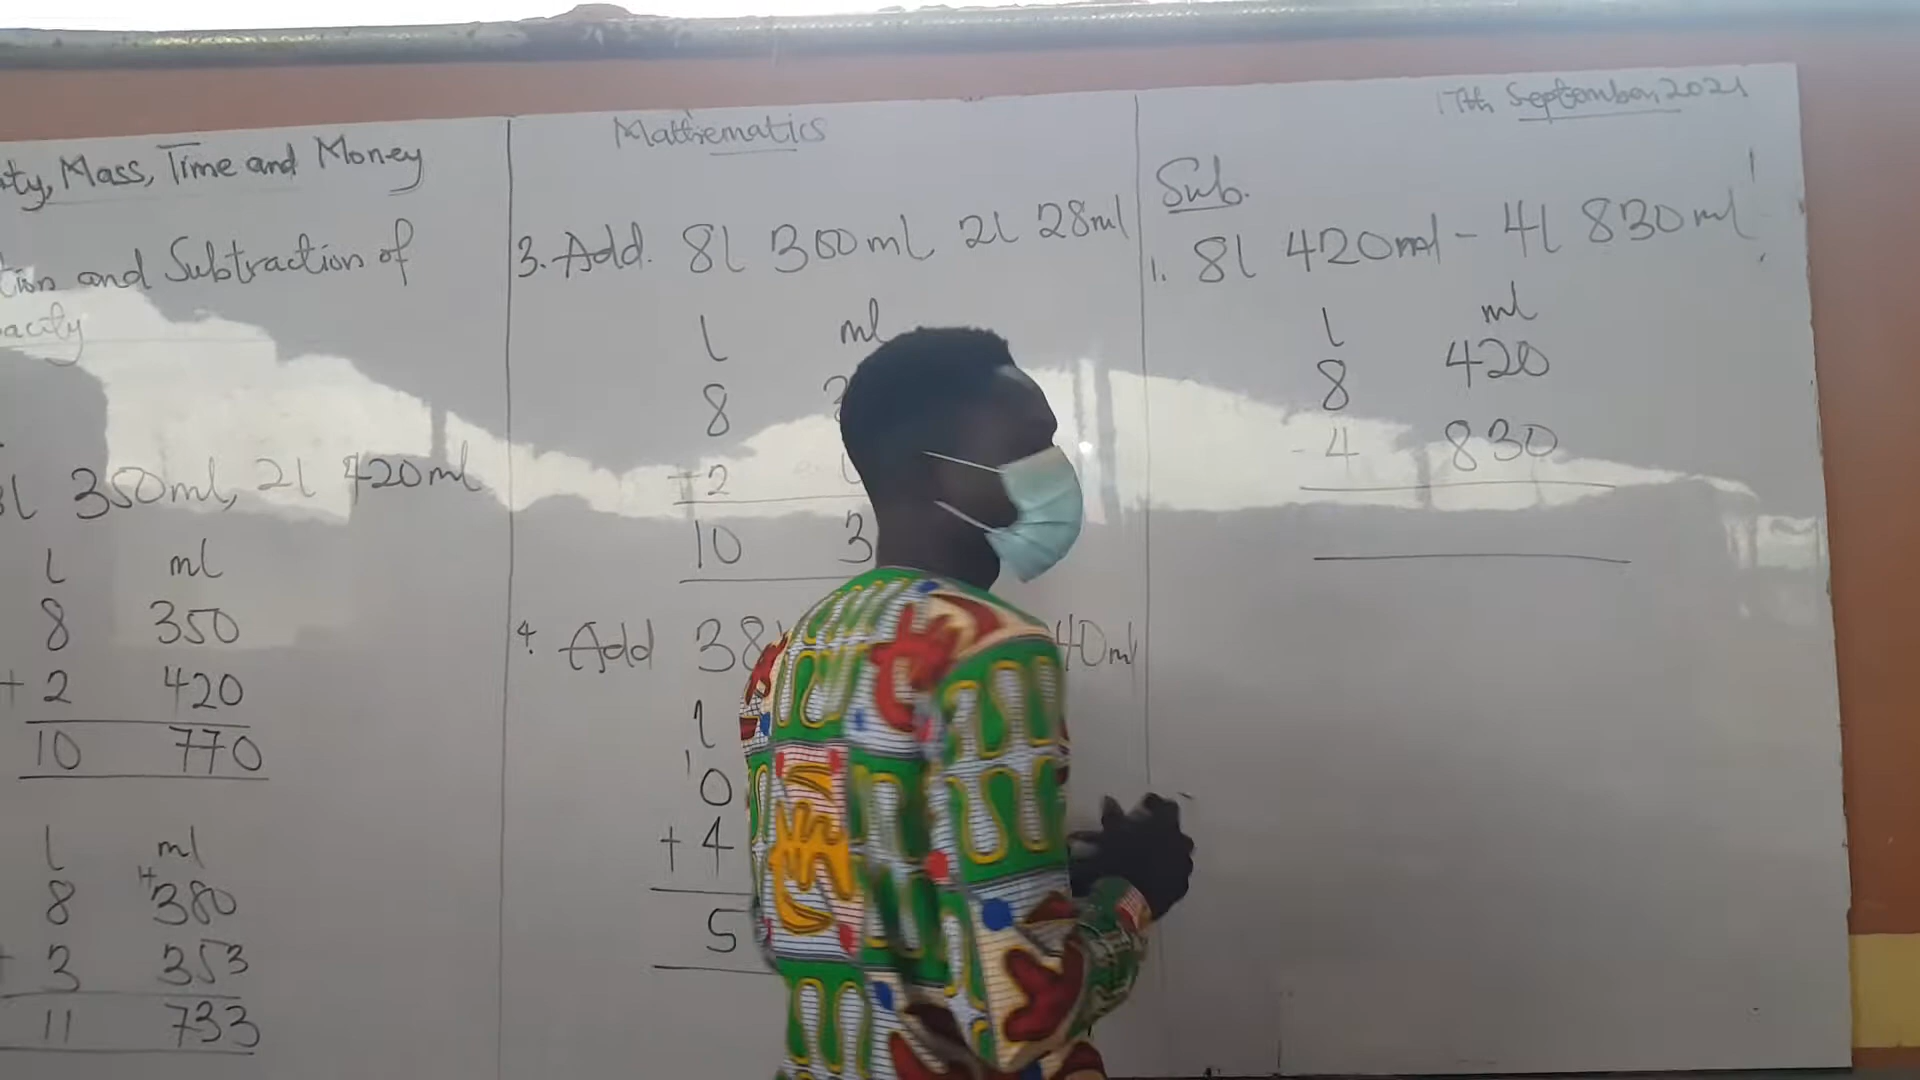 ty, Mass, Time and Money
tion and Subtraction of
acity
8l 350ml, 2l 420ml
l ml
8 350
+ 2 420
10 770
l ml
8 380
+ 3 353
11 733
Mathematics
3. Add. 8l 300ml 2l 28ml
l ml
8
+2
10 3
4. Add 38 40ml
l
1
0
+ 4
5
17th September, 2021
Sub.
1. 8l 420ml - 4l 830ml
l ml
8 420
- 4 830